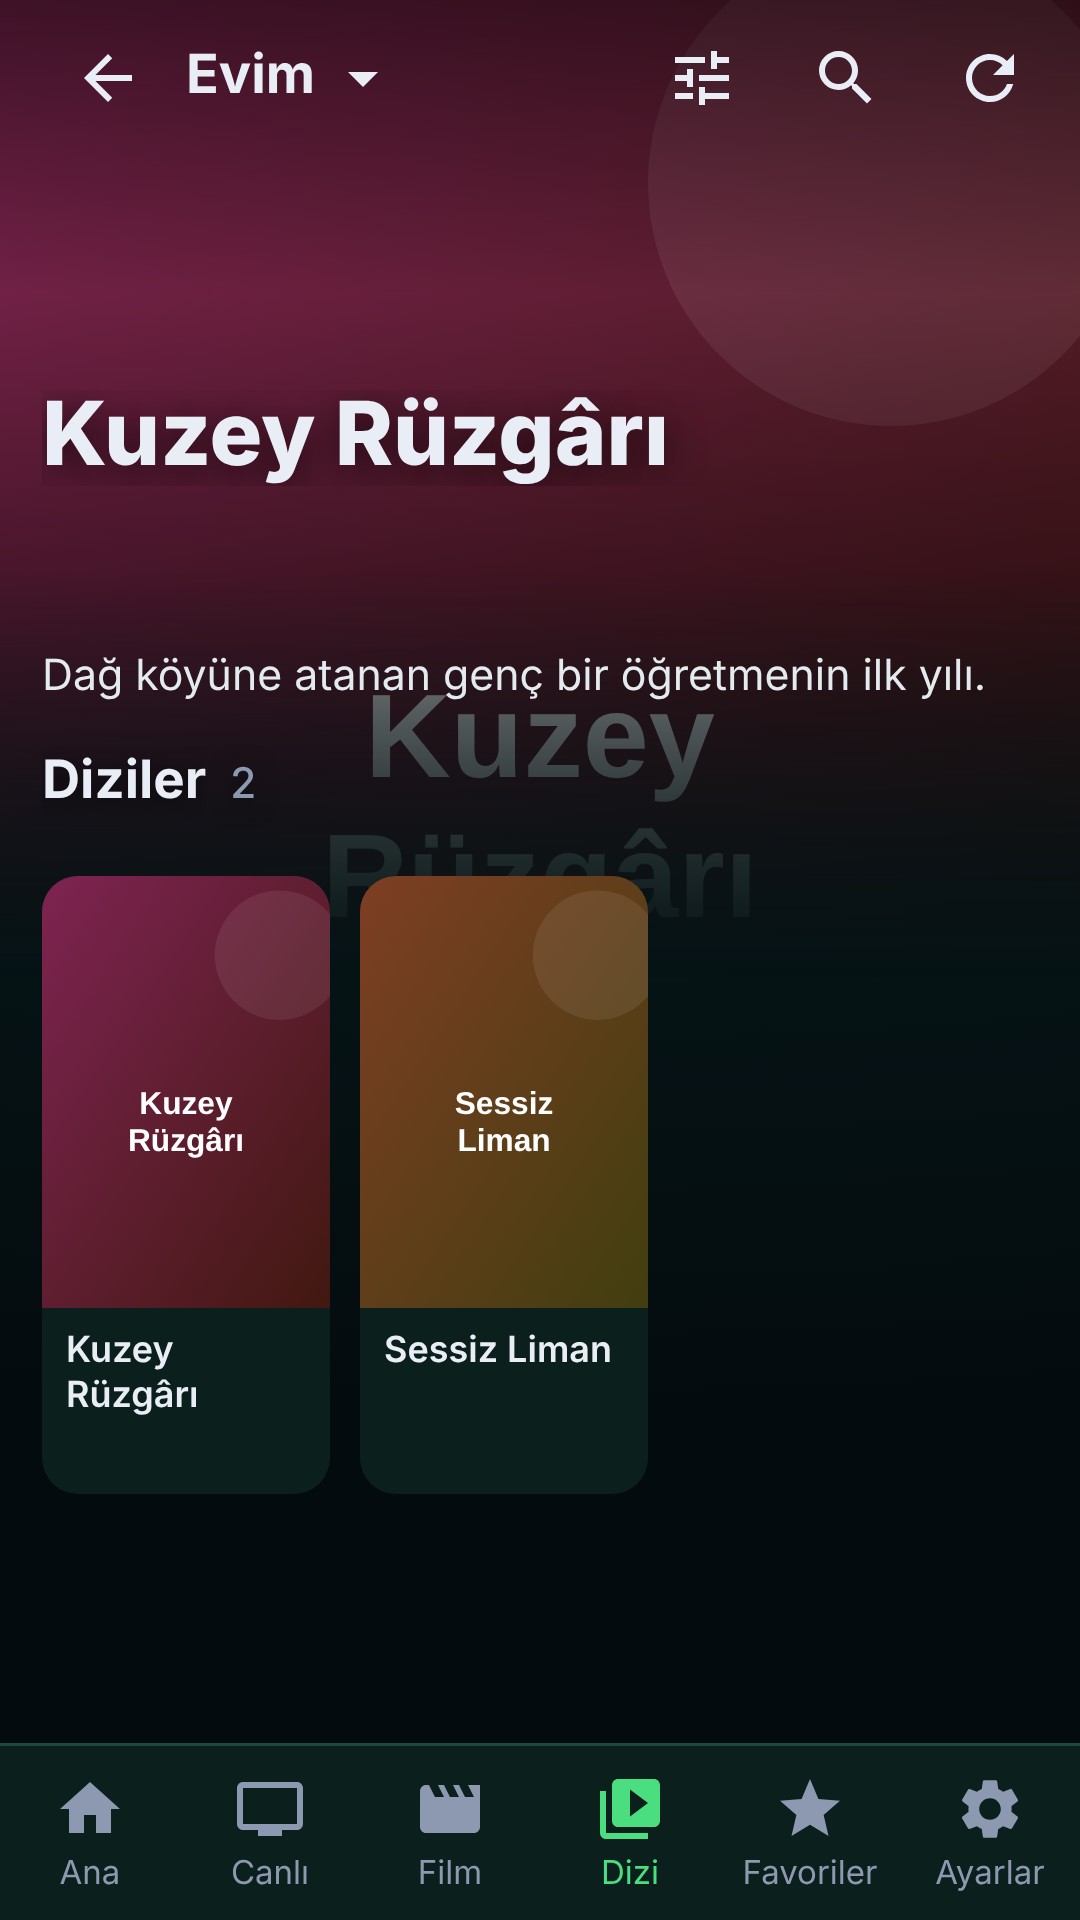 Evim
Kuzey Rüzgârı
Dağ köyüne atanan genç bir öğretmenin ilk yılı.
Kuzey
Rüzgârı
Diziler 2
Kuzey
Rüzgârı
Sessiz
Liman
Kuzey
Rüzgârı
Sessiz Liman
Ana
Canlı
Film
Dizi
Favoriler
Ayarlar